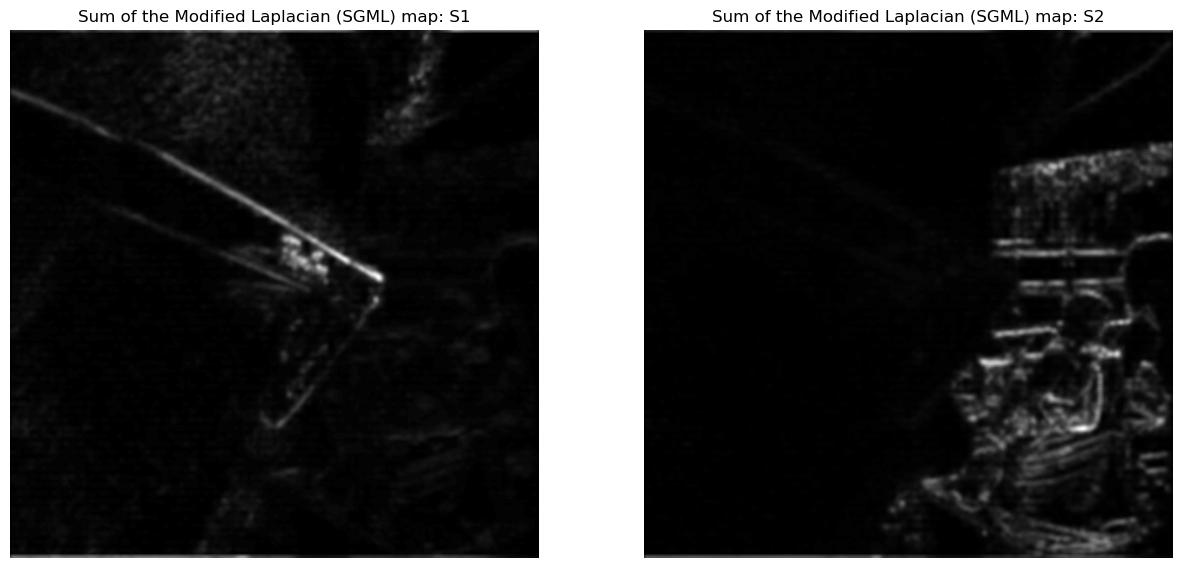 Sum of the Modified Laplacian (SGML) map: S1
Sum of the Modified Laplacian (SGML) map: S2